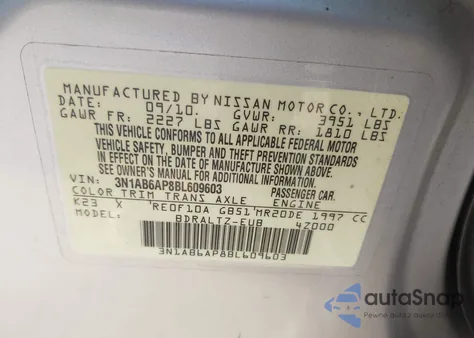 MANUFACTURED BY NISSAN MOTOR CO., LTD.
DATE: 09/10. GVWR: 3951 LBS
GAWR FR: 2227 LBS GAWR RR: 1810 LBS
THIS VEHICLE CONFORMS TO ALL APPLICABLE FEDERAL MOTOR
VEHICLE SAFETY, BUMPER AND THEFT PREVENTION STANDARDS
IN EFFECT ON THE DATE OF MANUFACTURE SHOWN ABOVE.
SEE OWNER'S MANUAL FOR ADDITIONAL INFORMATION
VIN: 3N1AB6AP8BL609603 PASSENGER CAR.
COLOR TRIM TRANS AXLE ENGINE
K23 X RE0F10A GB51 MR20DE 1997 CC
MODEL: BDRALTZ-EUB 42000
3N1AB6AP8BL609603
autoSnap
Pewne auta z aukcji